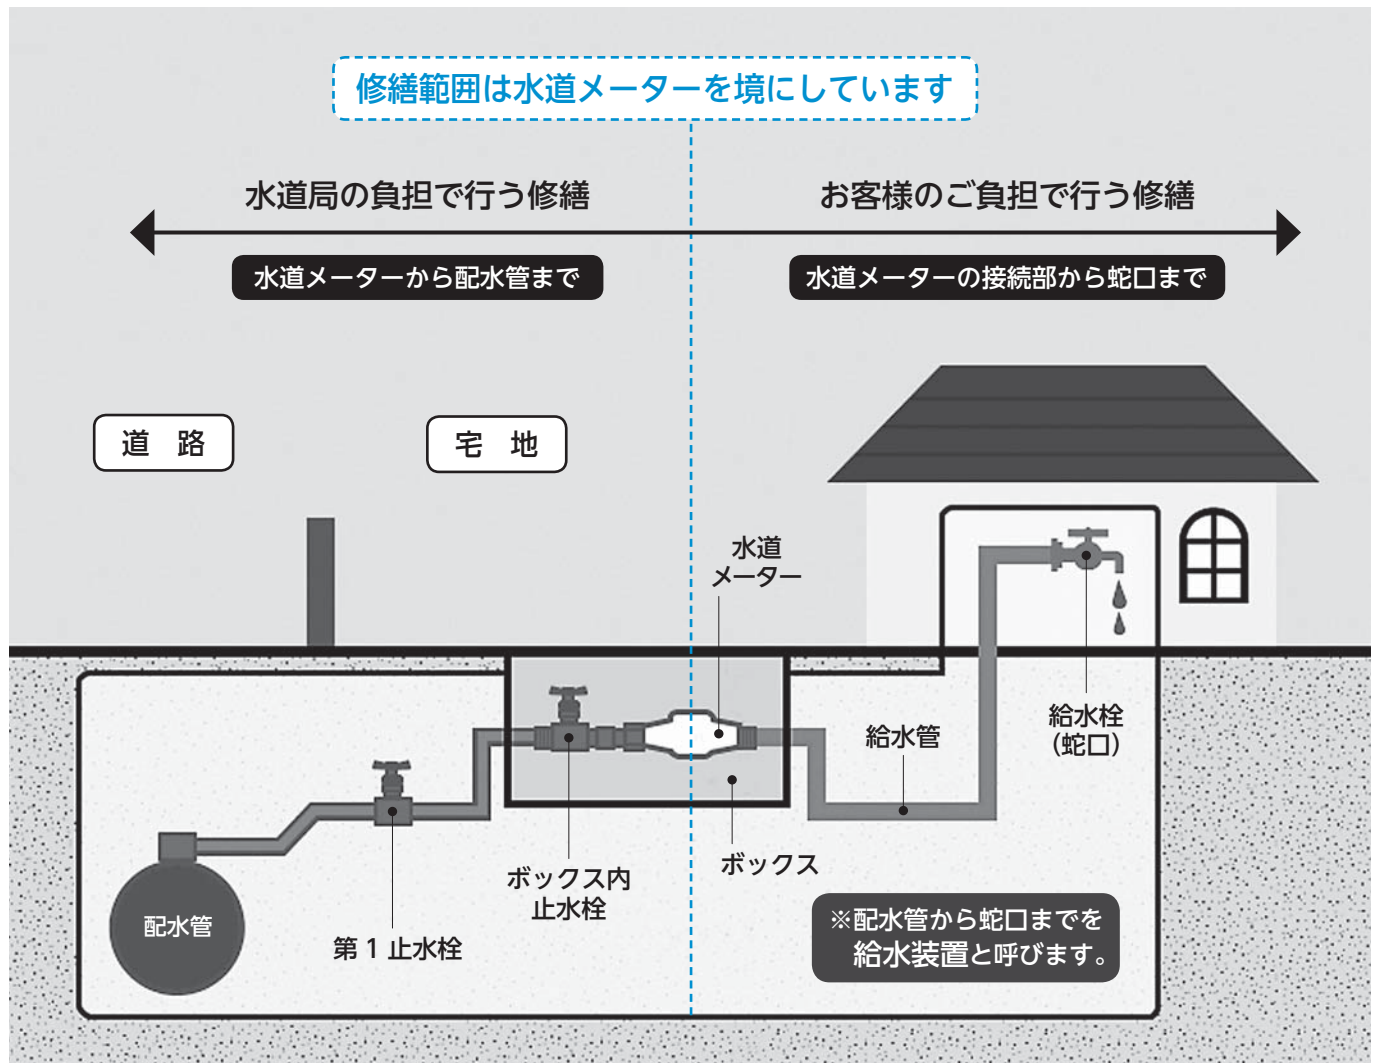 修繕範囲は水道メーターを境にしています
水道局の負担で行う修繕
お客様のご負担で行う修繕
水道メーターから配水管まで
水道メーターの接続部から蛇口まで
道 路
宅 地
水道
メーター
給水栓
(蛇口)
給水管
ボックス
ボックス内
止水栓
第1止水栓
配水管
※配水管から蛇口までを
給水装置と呼びます。